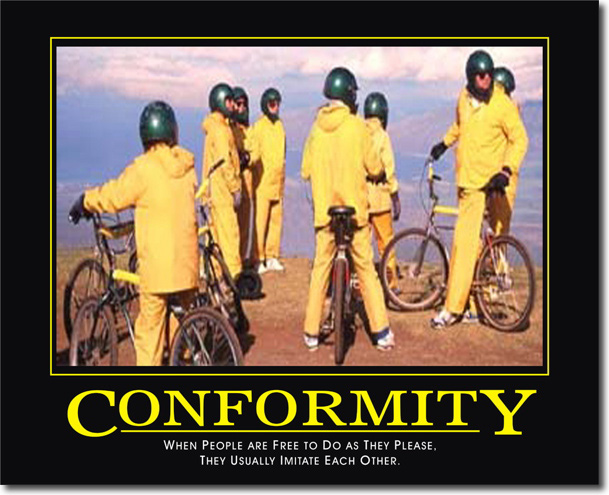 CONFORMITY
WHEN PEOPLE ARE FREE TO DO AS THEY PLEASE,
THEY USUALLY IMITATE EACH OTHER.